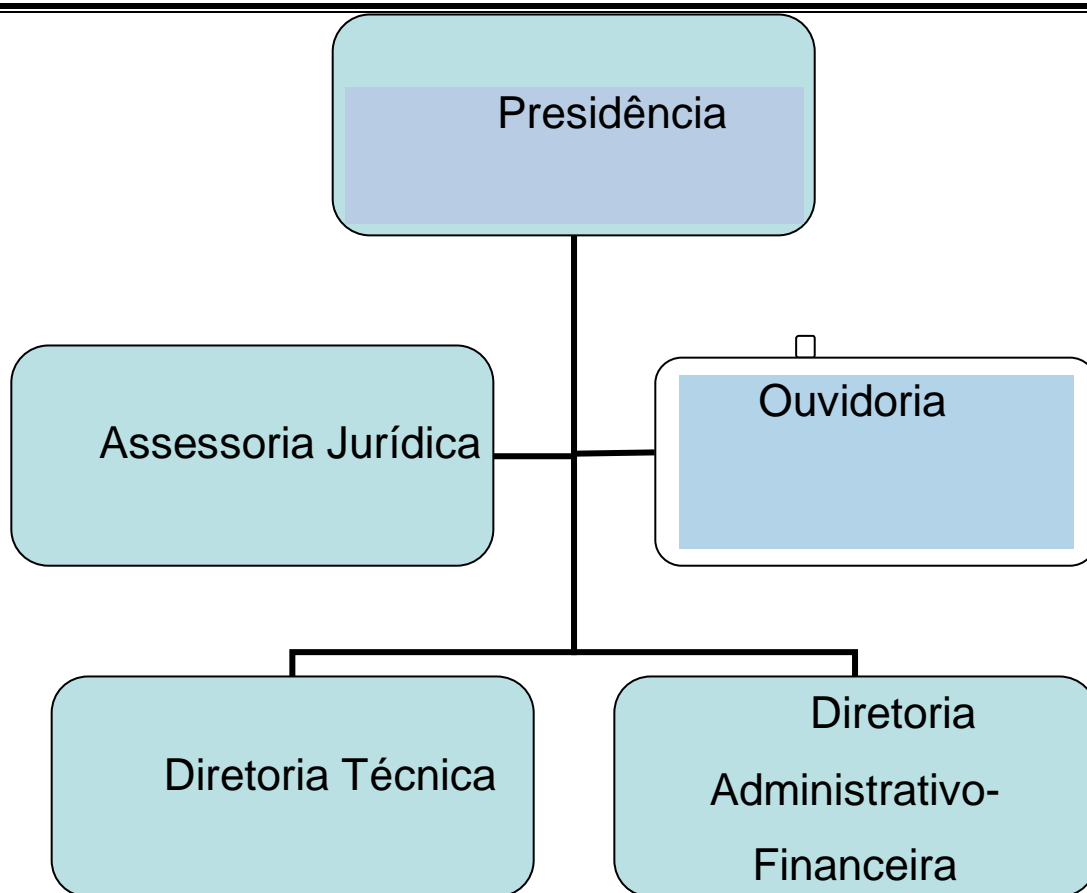 Presidência
Assessoria Jurídica
Ouvidoria
Diretoria Técnica
Diretoria
Administrativo-
Financeira